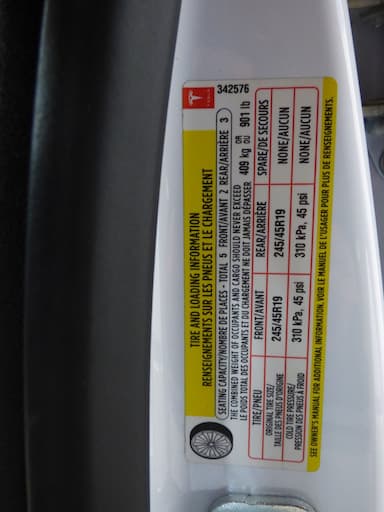 TESLA
342576
TIRE AND LOADING INFORMATION
RENSEIGNEMENTS SUR LES PNEUS ET LE CHARGEMENT
SEATING CAPACITY/NOMBRE DE PLACES - TOTAL 5 FRONT/AVANT 2 REAR/ARRIÈRE 3
THE COMBINED WEIGHT OF OCCUPANTS AND CARGO SHOULD NEVER EXCEED
LE POIDS TOTAL DES OCCUPANTS ET DU CHARGEMENT NE DOIT JAMAIS DÉPASSER
409 kg OR/OU 901 lb
TIRE/PNEU FRONT/AVANT REAR/ARRIÈRE SPARE/DE SECOURS
ORIGINAL TIRE SIZE/ 245/45R19 245/45R19 NONE/AUCUN
TAILLE DES PNEUS D'ORIGINE
COLD TIRE PRESSURE/ 310 kPa, 45 psi 310 kPa, 45 psi NONE/AUCUN
PRESSION DES PNEUS A FROID
SEE OWNER'S MANUAL FOR ADDITIONAL INFORMATION. VOIR LE MANUEL DE L'USAGER POUR PLUS DE RENSEIGNEMENTS.